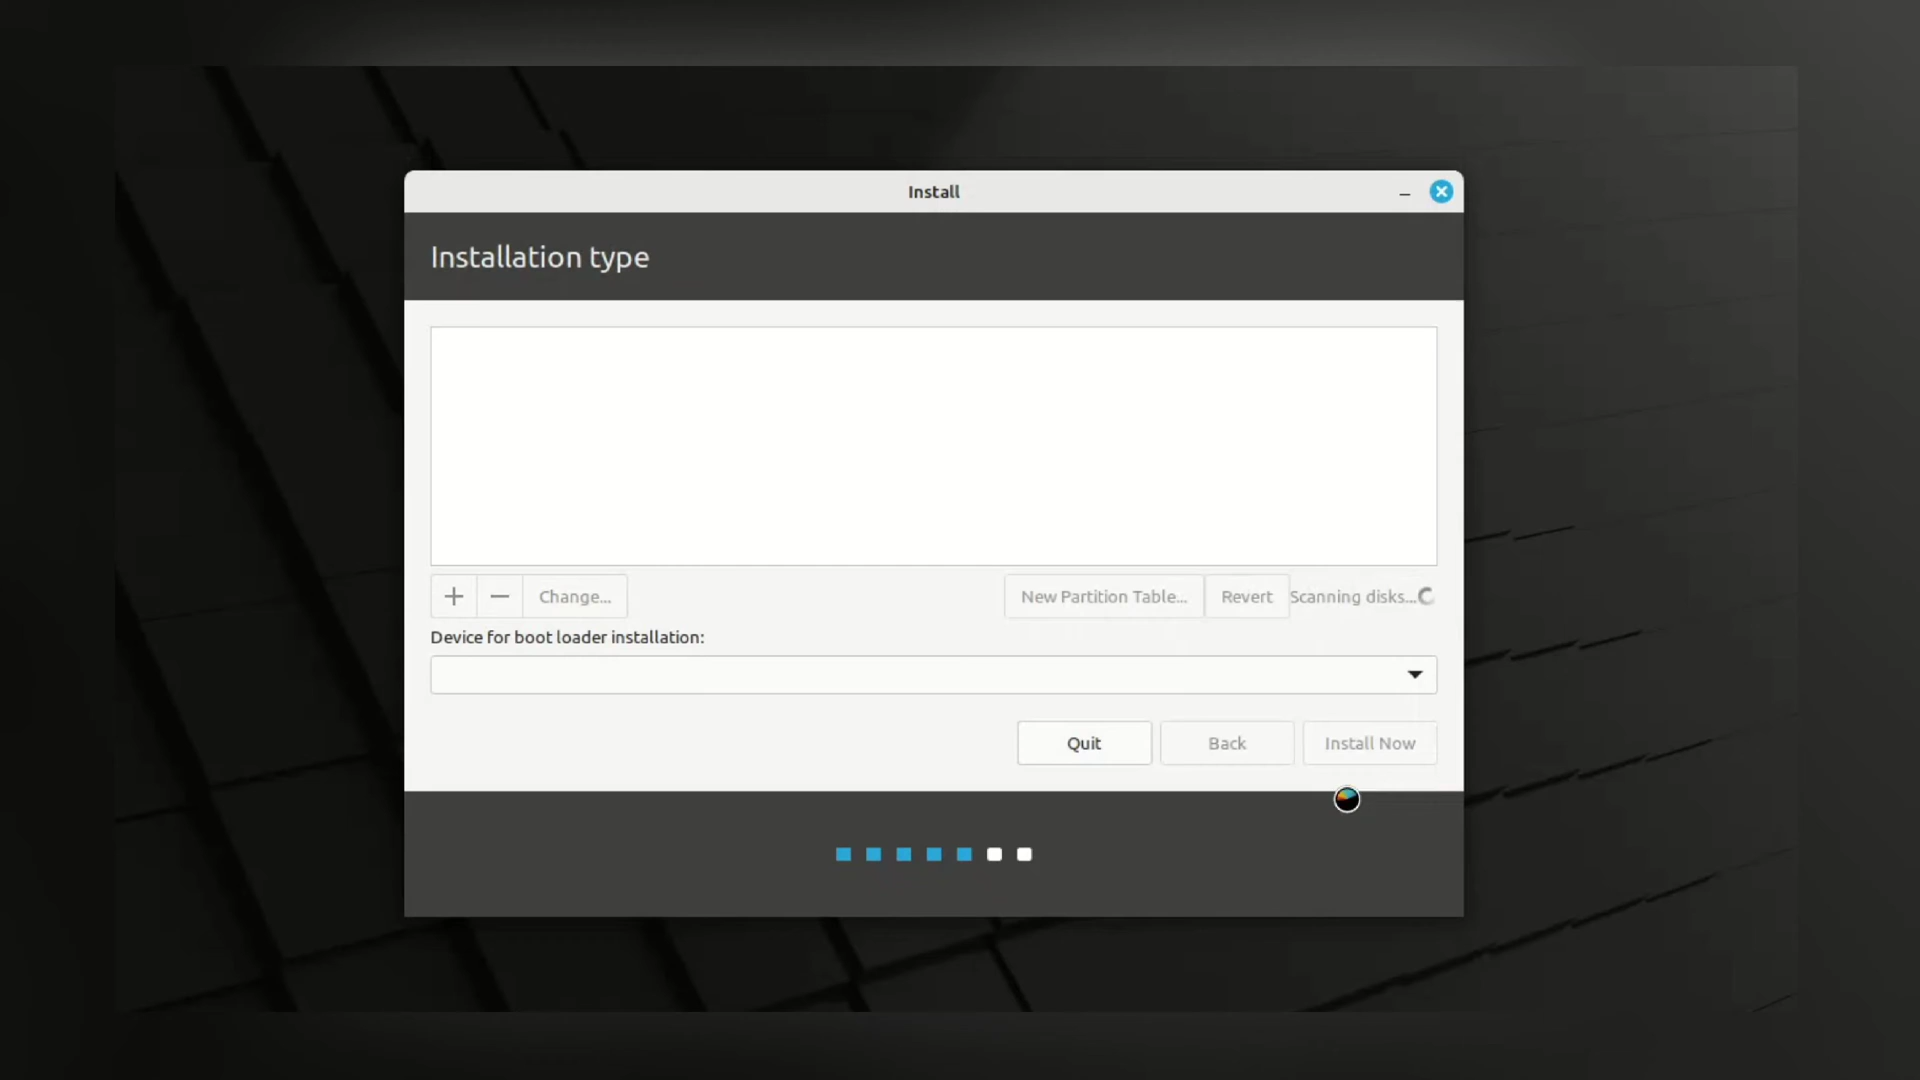 Install
Installation type
Change...
New Partition Table...
Revert
Scanning disks...
Device for boot loader installation:
Quit
Back
Install Now